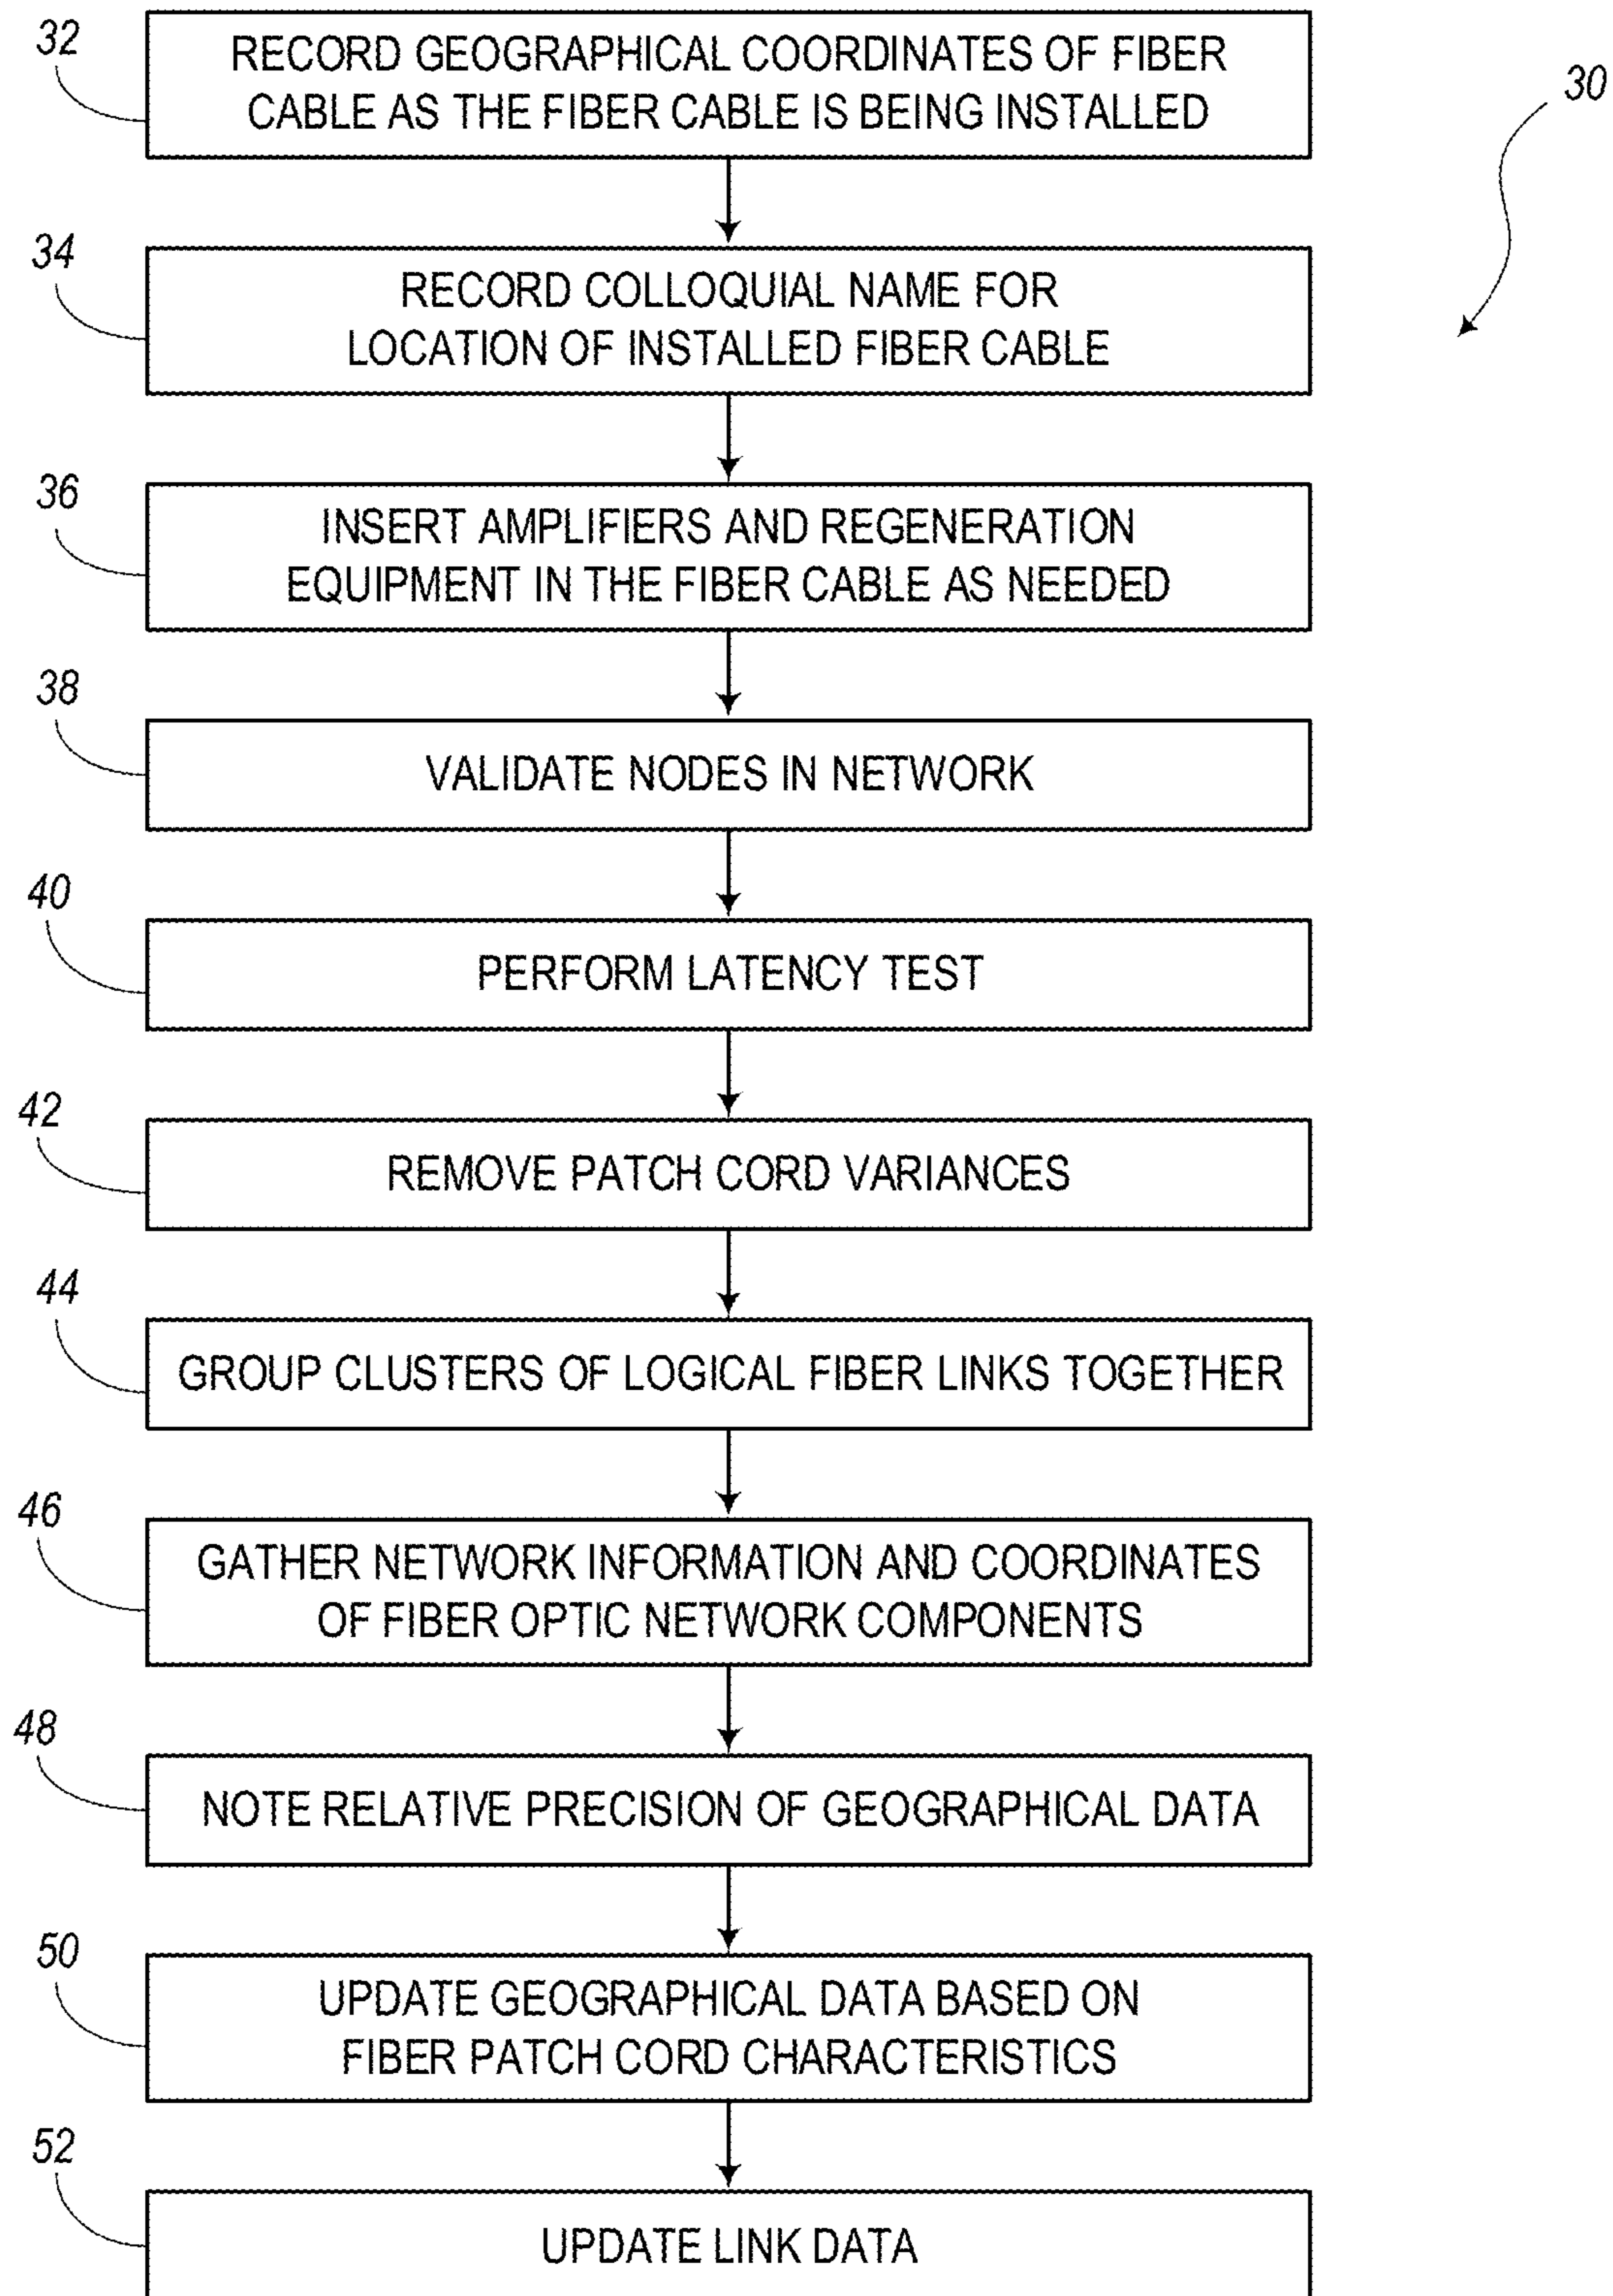 32
RECORD GEOGRAPHICAL COORDINATES OF FIBER
CABLE AS THE FIBER CABLE IS BEING INSTALLED
30
34
RECORD COLLOQUIAL NAME FOR
LOCATION OF INSTALLED FIBER CABLE
36
INSERT AMPLIFIERS AND REGENERATION
EQUIPMENT IN THE FIBER CABLE AS NEEDED
38
VALIDATE NODES IN NETWORK
40
PERFORM LATENCY TEST
42
REMOVE PATCH CORD VARIANCES
44
GROUP CLUSTERS OF LOGICAL FIBER LINKS TOGETHER
46
GATHER NETWORK INFORMATION AND COORDINATES
OF FIBER OPTIC NETWORK COMPONENTS
48
NOTE RELATIVE PRECISION OF GEOGRAPHICAL DATA
50
UPDATE GEOGRAPHICAL DATA BASED ON
FIBER PATCH CORD CHARACTERISTICS
52
UPDATE LINK DATA